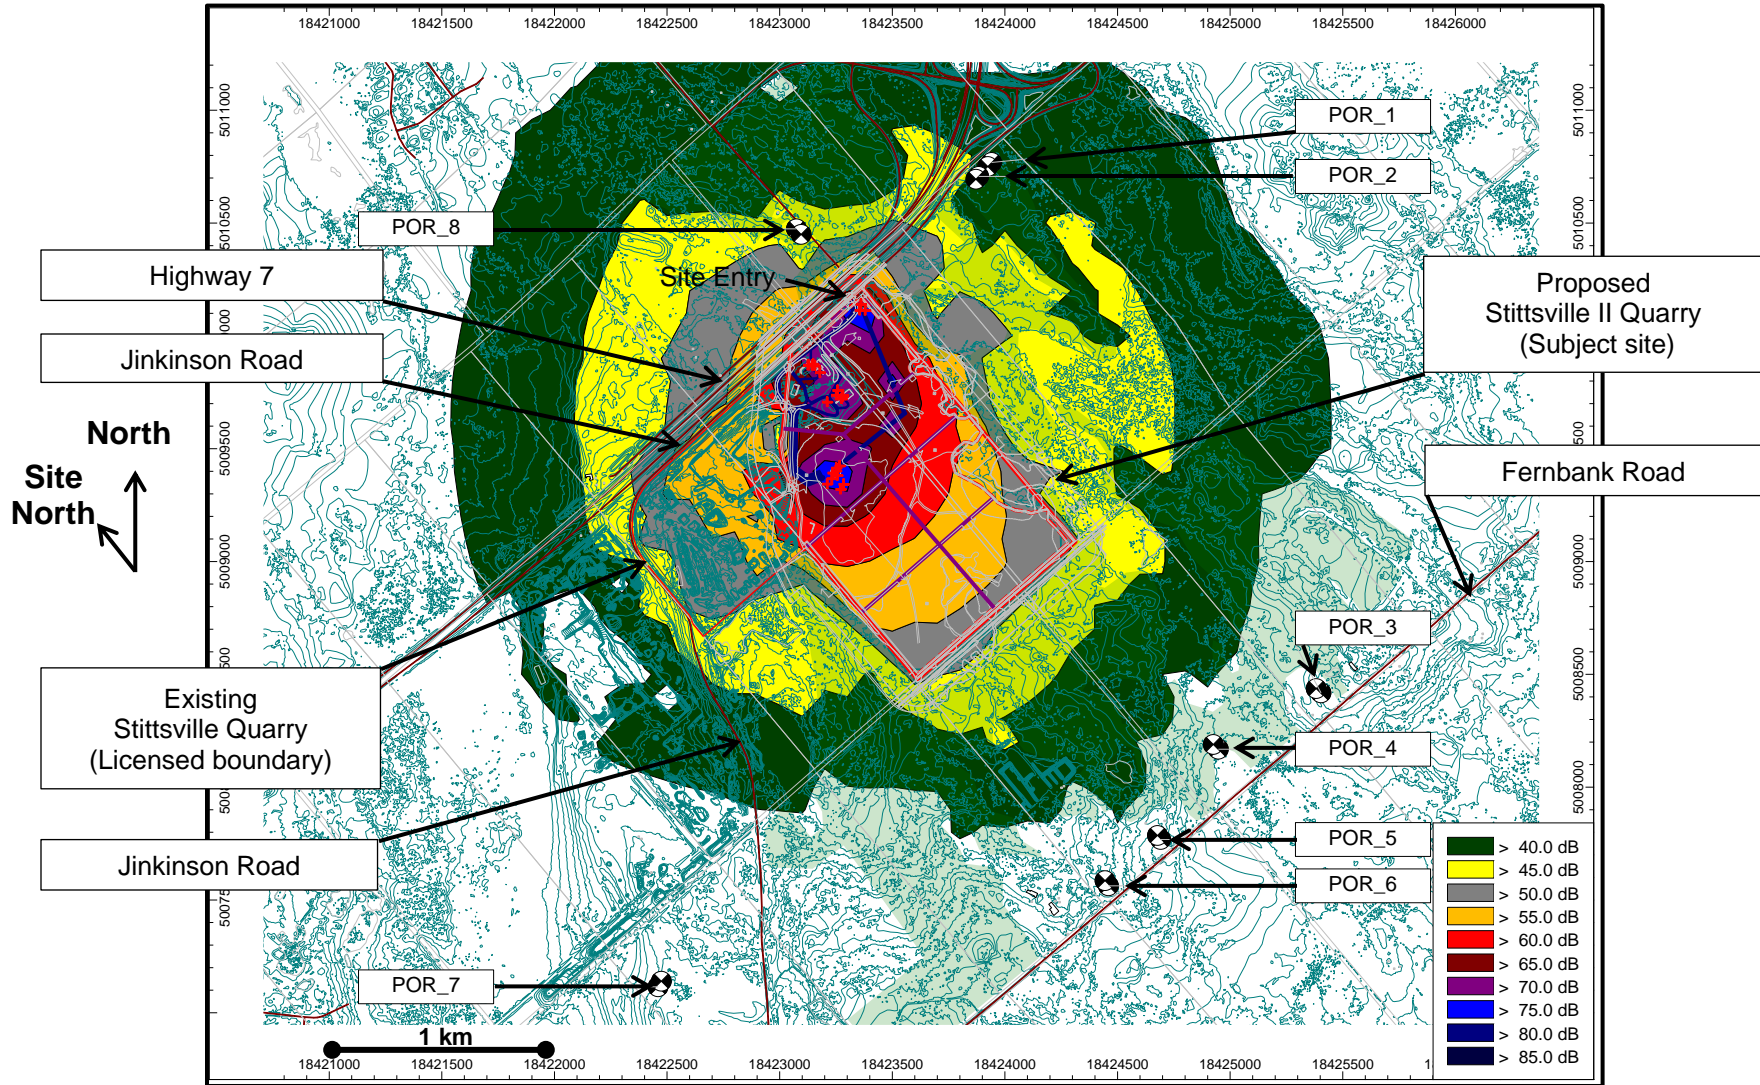 18421000 18421500 18422000 18422500 18423000 18423500 18424000 18424500 18425000 18425500 18426000
5011000
5011000
POR_1
POR_2
POR_8
5010500
5010500
Highway 7
Site Entry
Proposed
Stittsville II Quarry
(Subject site)
Jinkinson Road
North
Site
North
5009500
Fernbank Road
5009000
5009000
POR_3
5008500
Existing
Stittsville Quarry
(Licensed boundary)
POR_4
5008000
Jinkinson Road
POR_5
POR_6
POR_7
> 40.0 dB
> 45.0 dB
> 50.0 dB
> 55.0 dB
> 60.0 dB
> 65.0 dB
> 70.0 dB
> 75.0 dB
> 80.0 dB
> 85.0 dB
1 km
18421000 18421500 18422000 18422500 18423000 18423500 18424000 18424500 18425000 18425500 18426000